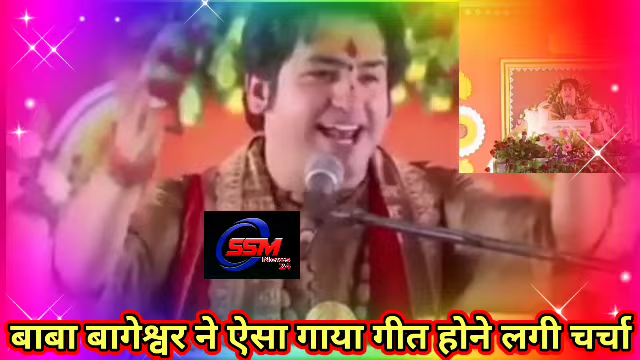 SSM
बाबा बागेश्वर ने ऐसा गाया गीत होने लगी चर्चा